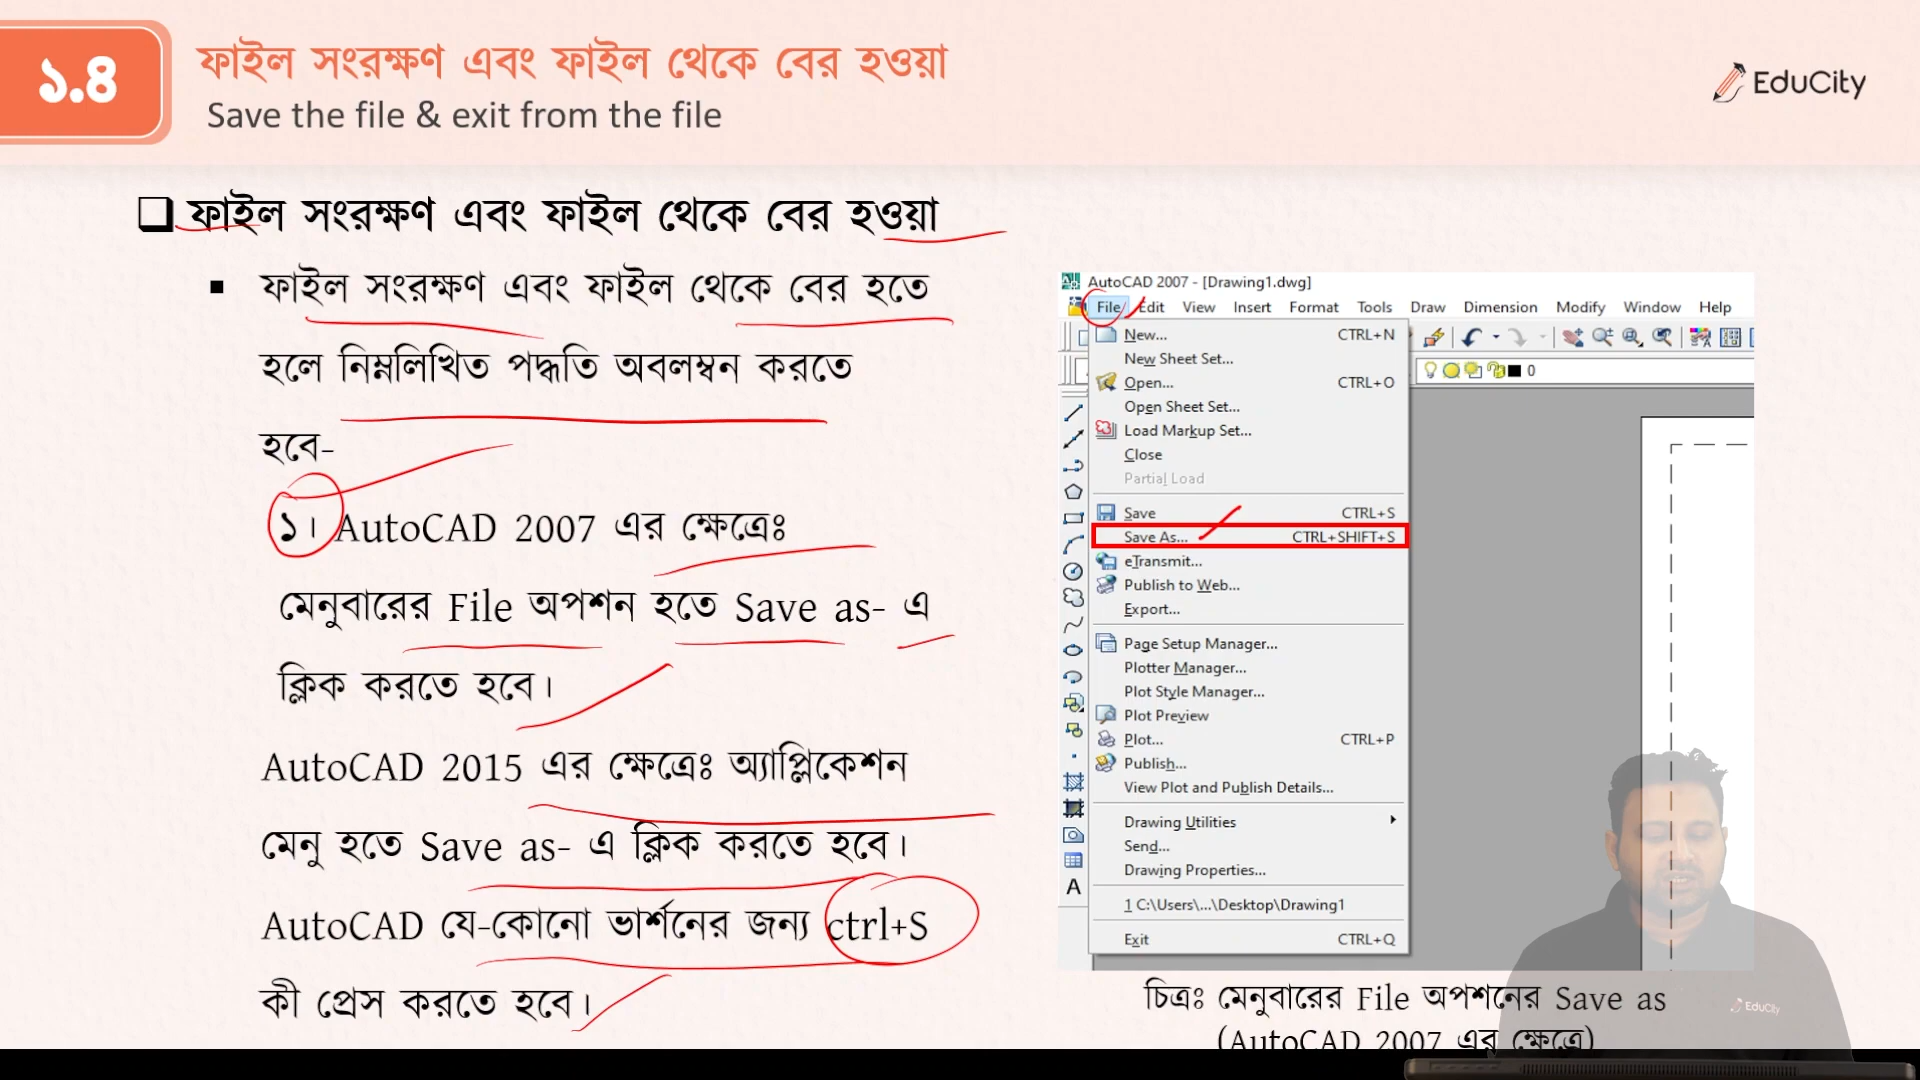 ১.৪
ফাইল সংরক্ষণ এবং ফাইল থেকে বের হওয়া
Save the file & exit from the file
EduCity
ফাইল সংরক্ষণ এবং ফাইল থেকে বের হওয়া
ফাইল সংরক্ষণ এবং ফাইল থেকে বের হতে
হলে নিম্নলিখিত পদ্ধতি অবলম্বন করতে
হবে-
১। AutoCAD 2007 এর ক্ষেত্রেঃ
মেনুবারের File অপশন হতে Save as- এ
ক্লিক করতে হবে।
AutoCAD 2015 এর ক্ষেত্রেঃ অ্যাপ্লিকেশন
মেনু হতে Save as- এ ক্লিক করতে হবে।
AutoCAD যে-কোনো ভার্শনের জন্য ctrl+S
কী প্রেস করতে হবে।
AutoCAD 2007 - [Drawing1.dwg]
File Edit View Insert Format Tools Draw Dimension Modify Window Help
New... CTRL+N
New Sheet Set...
Open... CTRL+O
Open Sheet Set...
Load Markup Set...
Close
Partial Load
Save CTRL+S
Save As... CTRL+SHIFT+S
eTransmit...
Publish to Web...
Export...
Page Setup Manager...
Plotter Manager...
Plot Style Manager...
Plot Preview
Plot... CTRL+P
Publish...
View Plot and Publish Details...
Drawing Utilities
Send...
Drawing Properties...
1 C:\Users\...\Desktop\Drawing1
Exit CTRL+Q
0
A
চিত্রঃ মেনুবারের File অপশনের Save as
(AutoCAD 2007 এর ক্ষেত্রে)
EduCity